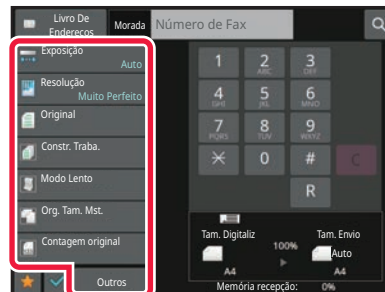 Livro De
Endereços
Morada
Número de Fax
Exposição
Auto
Resolução
Muito Perfeito
Original
Constr. Traba.
Modo Lento
Org. Tam. Mst.
Contagem original
Outros
1
2
ABC
3
DEF
4
GHI
5
JKL
6
MNO
7
PQRS
8
TUV
9
WXYZ
0
#
C
R
Tam. Digitaliz
100%
Tam. Envio
Auto
A4
A4
Memória recepção:
0%